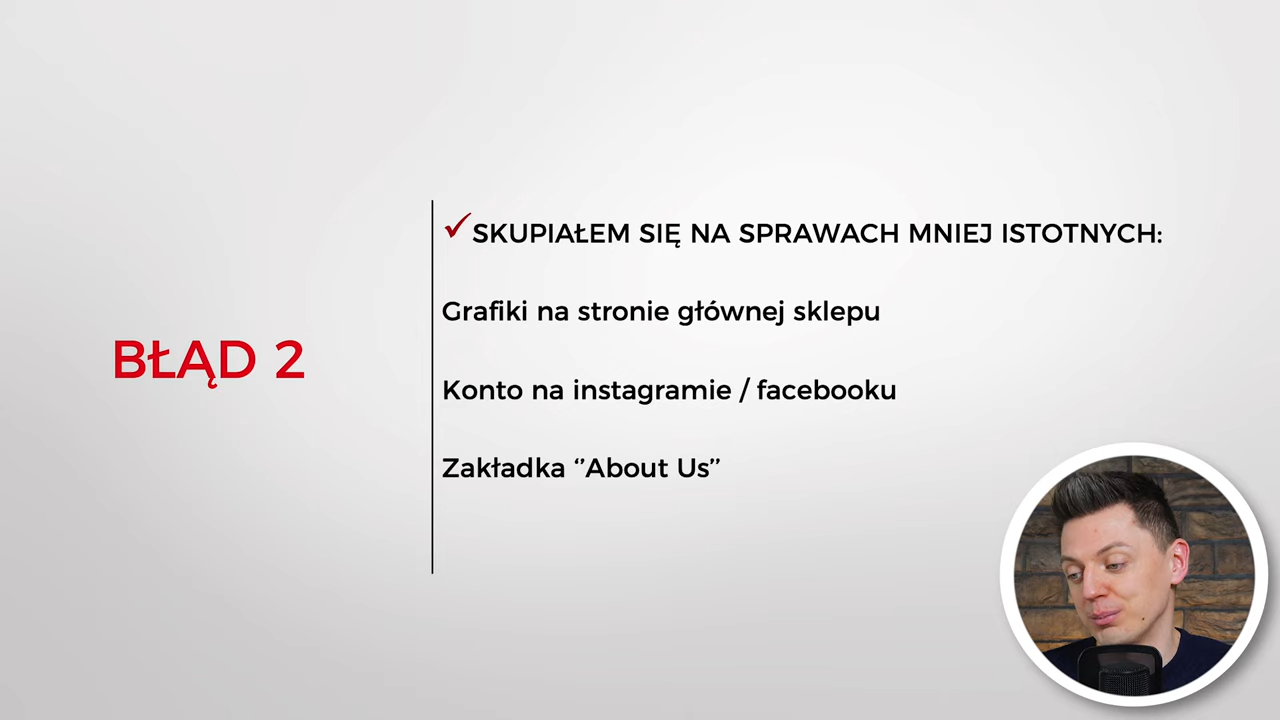 BŁĄD 2
SKUPIAŁEM SIĘ NA SPRAWACH MNIEJ ISTOTNYCH:
Grafiki na stronie głównej sklepu
Konto na instagramie / facebooku
Zakładka ‘’About Us’’